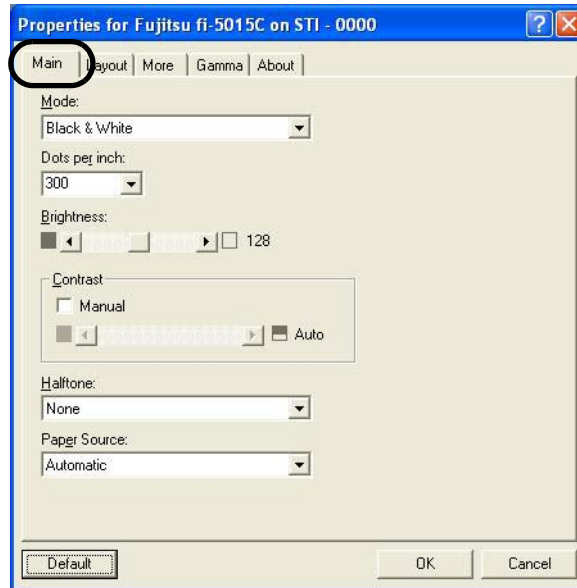 Properties for Fujitsu fi-5015C on STI - 0000
Main Layout More Gamma About
Mode:
Black & White
Dots per inch:
300
Brightness:
128
Contrast
Manual
Auto
Halftone:
None
Paper Source:
Automatic
Default OK Cancel